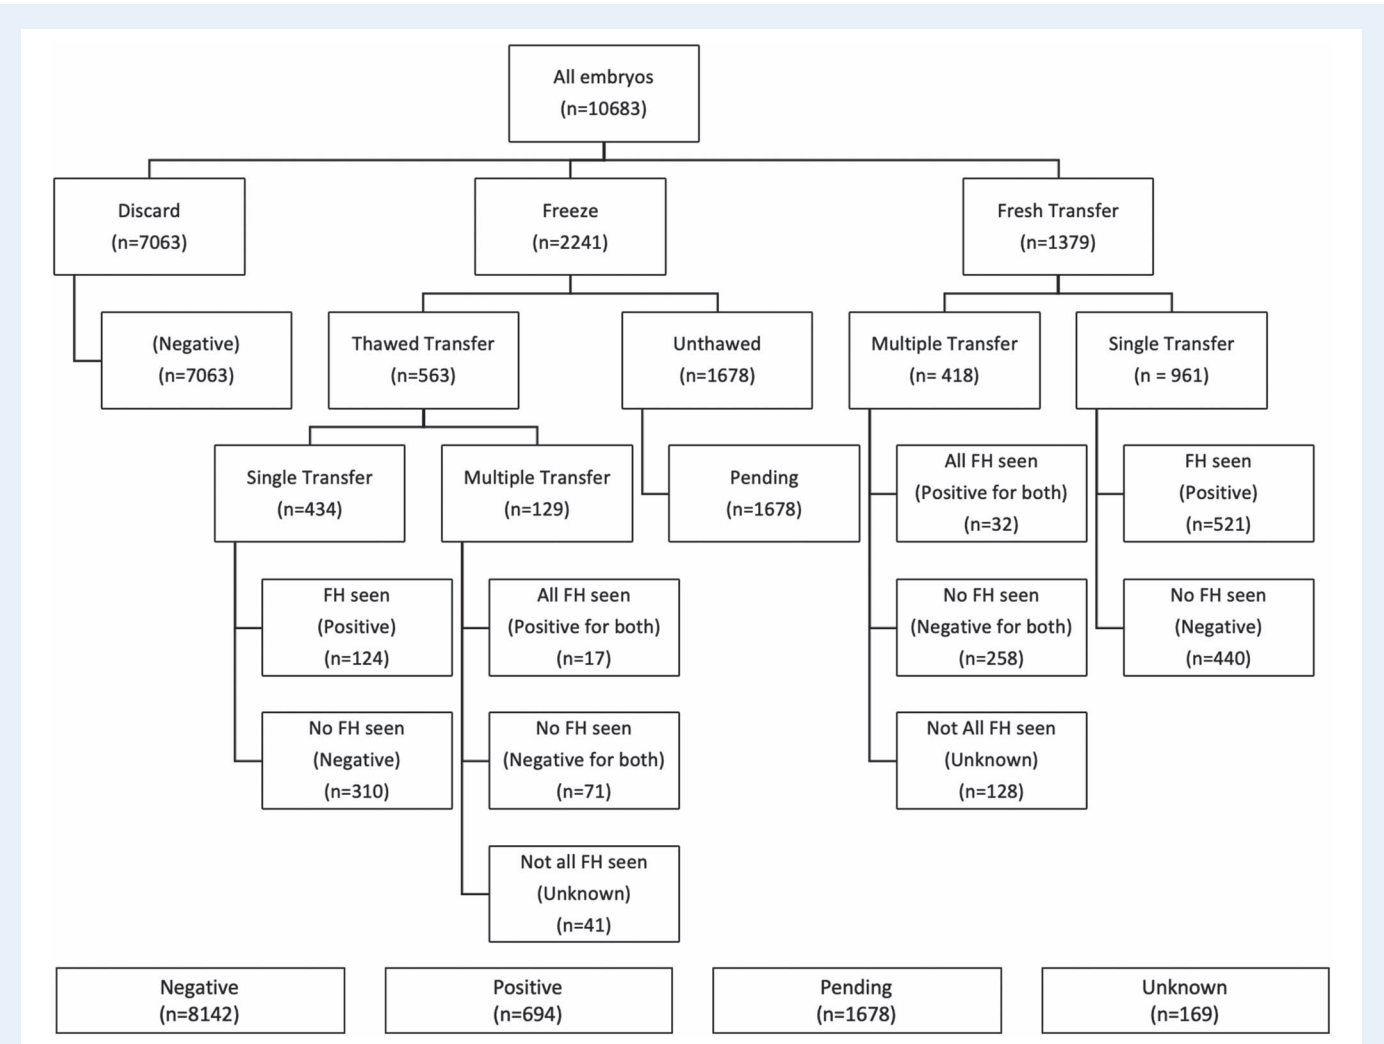 All embryos
(n=10683)
Discard
(n=7063)
Freeze
(n=2241)
Fresh Transfer
(n=1379)
(Negative)
(n=7063)
Thawed Transfer
(n=563)
Unthawed
(n=1678)
Multiple Transfer
(n= 418)
Single Transfer
(n = 961)
Single Transfer
(n=434)
Multiple Transfer
(n=129)
Pending
(n=1678)
All FH seen
(Positive for both)
(n=32)
FH seen
(Positive)
(n=521)
FH seen
(Positive)
(n=124)
All FH seen
(Positive for both)
(n=17)
No FH seen
(Negative for both)
(n=258)
No FH seen
(Negative)
(n=440)
No FH seen
(Negative)
(n=310)
No FH seen
(Negative for both)
(n=71)
Not All FH seen
(Unknown)
(n=128)
Not all FH seen
(Unknown)
(n=41)
Negative
(n=8142)
Positive
(n=694)
Pending
(n=1678)
Unknown
(n=169)